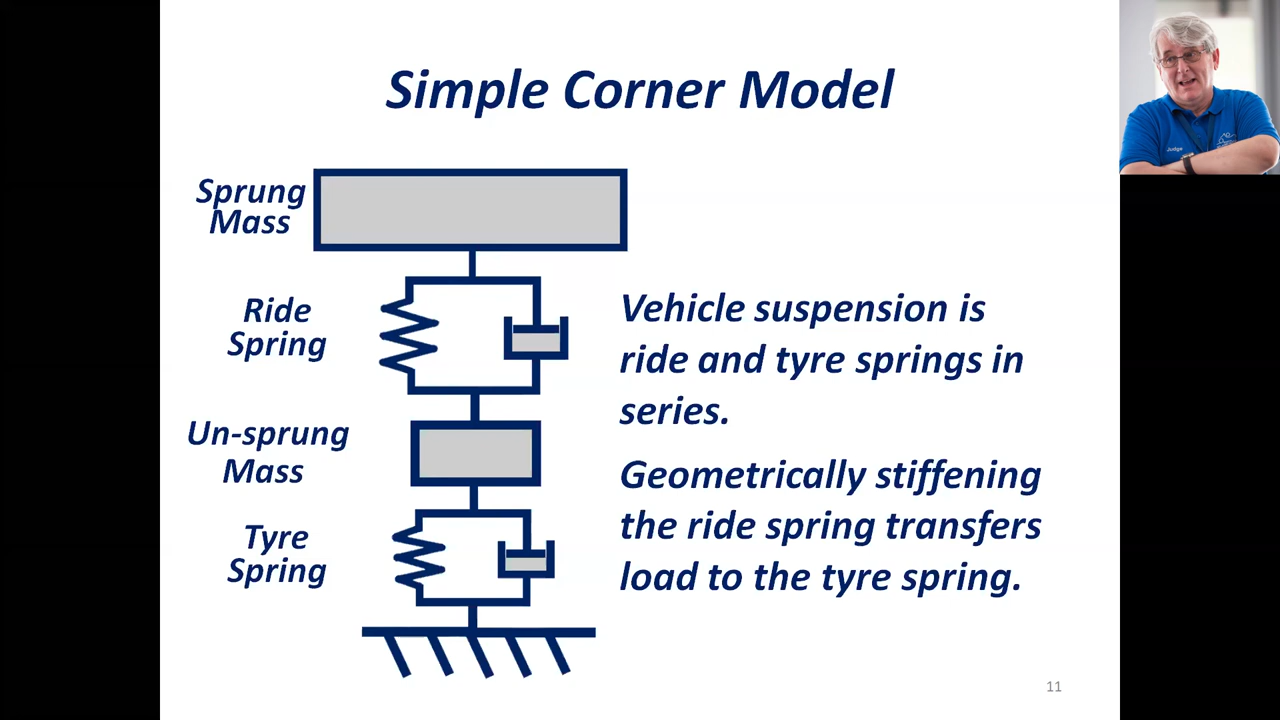 Simple Corner Model
Sprung
Mass
Ride
Spring
Un-sprung
Mass
Tyre
Spring
Vehicle suspension is
ride and tyre springs in
series.
Geometrically stiffening
the ride spring transfers
load to the tyre spring.
11
Judge